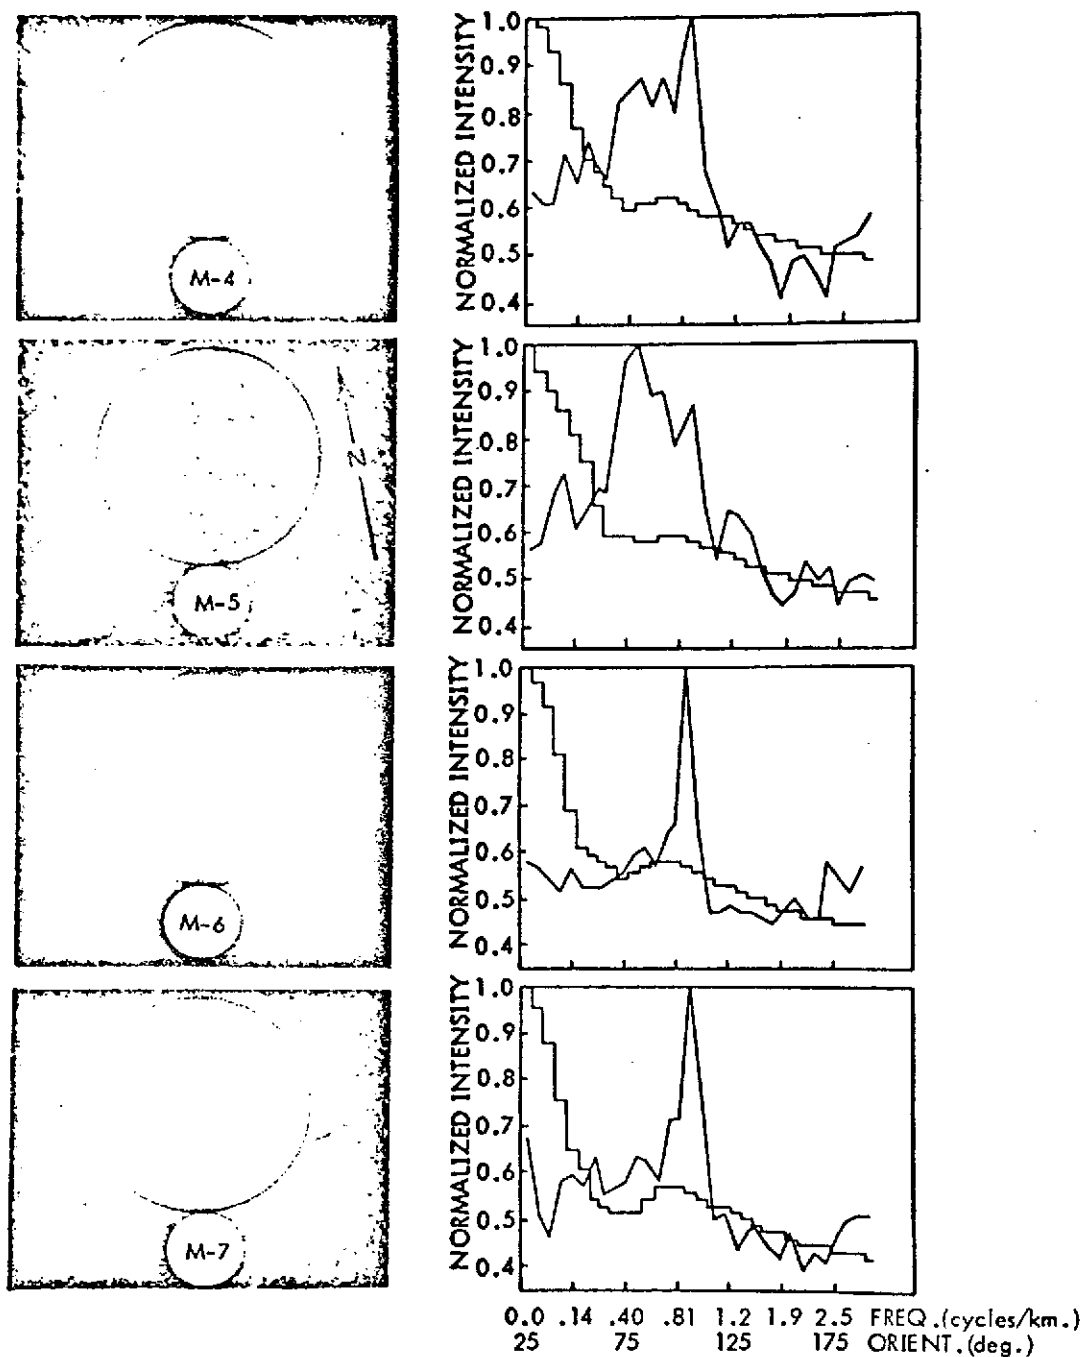 NORMALIZED INTENSITY
1.0
0.9
0.8
0.7
0.6
0.5
0.4
M-4
NORMALIZED INTENSITY
1.0
0.9
0.8
0.7
0.6
0.5
0.4
N
M-5
NORMALIZED INTENSITY
1.0
0.9
0.8
0.7
0.6
0.5
0.4
M-6
NORMALIZED INTENSITY
1.0
0.9
0.8
0.7
0.6
0.5
0.4
M-7
0.0 .14 .40 .81 1.2 1.9 2.5 FREQ.(cycles/km.)
25 75 125 175 ORIENT.(deg.)